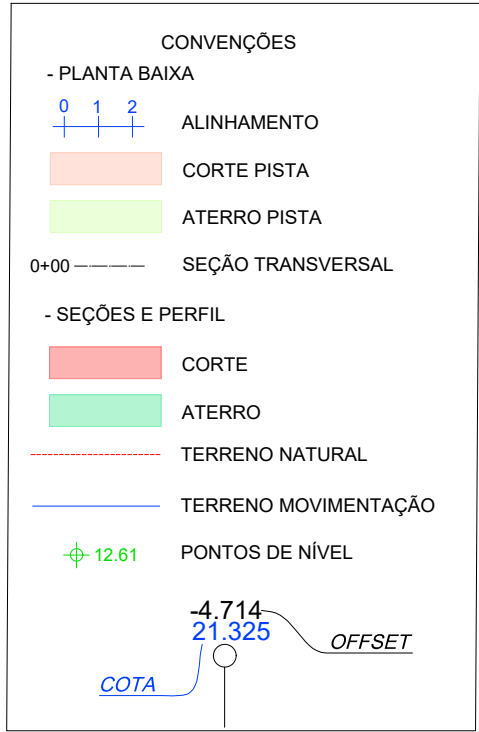 CONVENÇÕES
- PLANTA BAIXA
0 1 2
ALINHAMENTO
CORTE PISTA
ATERRO PISTA
0+00 SEÇÃO TRANSVERSAL
- SEÇÕES E PERFIL
CORTE
ATERRO
TERRENO NATURAL
TERRENO MOVIMENTAÇÃO
12.61 PONTOS DE NÍVEL
-4.714
21.325
OFFSET
COTA